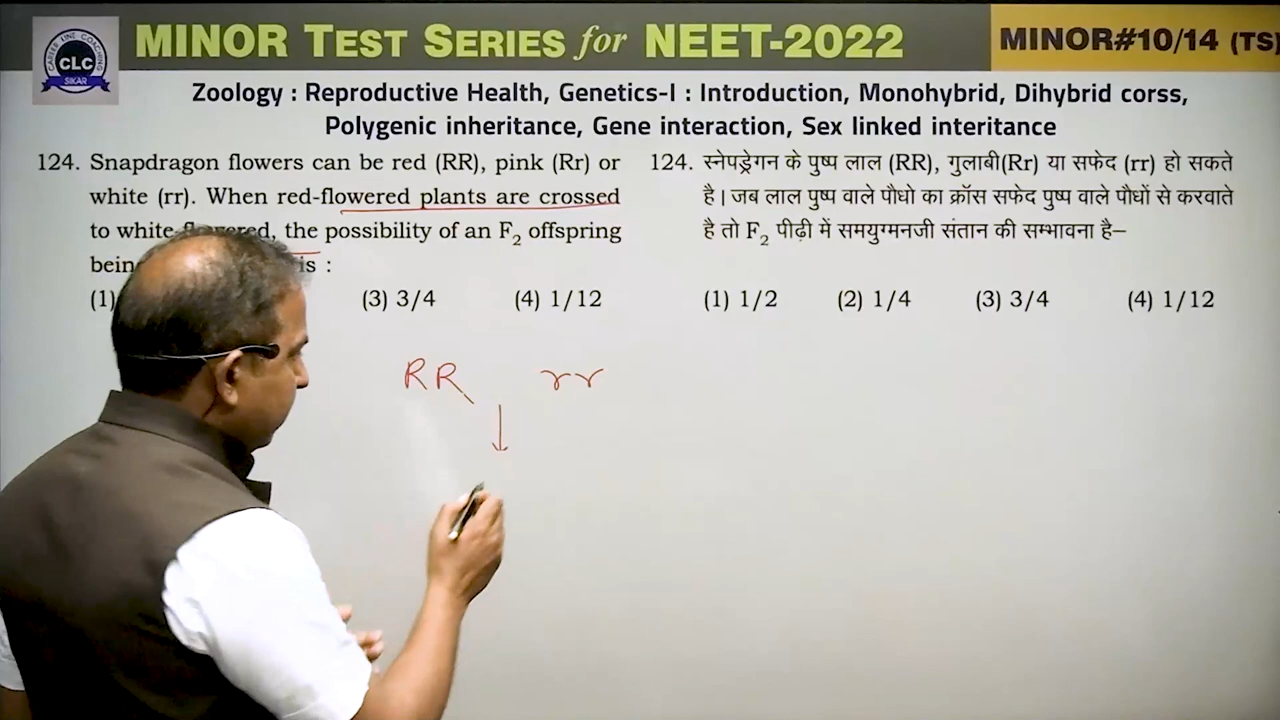 MINOR TEST SERIES for NEET-2022
MINOR#10/14 (TS)
CAREER LINE COACHING
CLC
SIKAR
Zoology : Reproductive Health, Genetics-I : Introduction, Monohybrid, Dihybrid corss,
Polygenic inheritance, Gene interaction, Sex linked interitance
124. Snapdragon flowers can be red (RR), pink (Rr) or
white (rr). When red-flowered plants are crossed
to white the possibility of an F2 offspring
is :
(1) (3) 3/4 (4) 1/12
124. स्नेपड्रेगन के पुष्प लाल (RR), गुलाबी(Rr) या सफेद (rr) हो सकते
है। जब लाल पुष्प वाले पौधो का क्रॉस सफेद पुष्प वाले पौधों से करवाते
है तो F2 पीढ़ी में समयुग्मनजी संतान की सम्भावना है–
(1) 1/2 (2) 1/4 (3) 3/4 (4) 1/12
RR rr